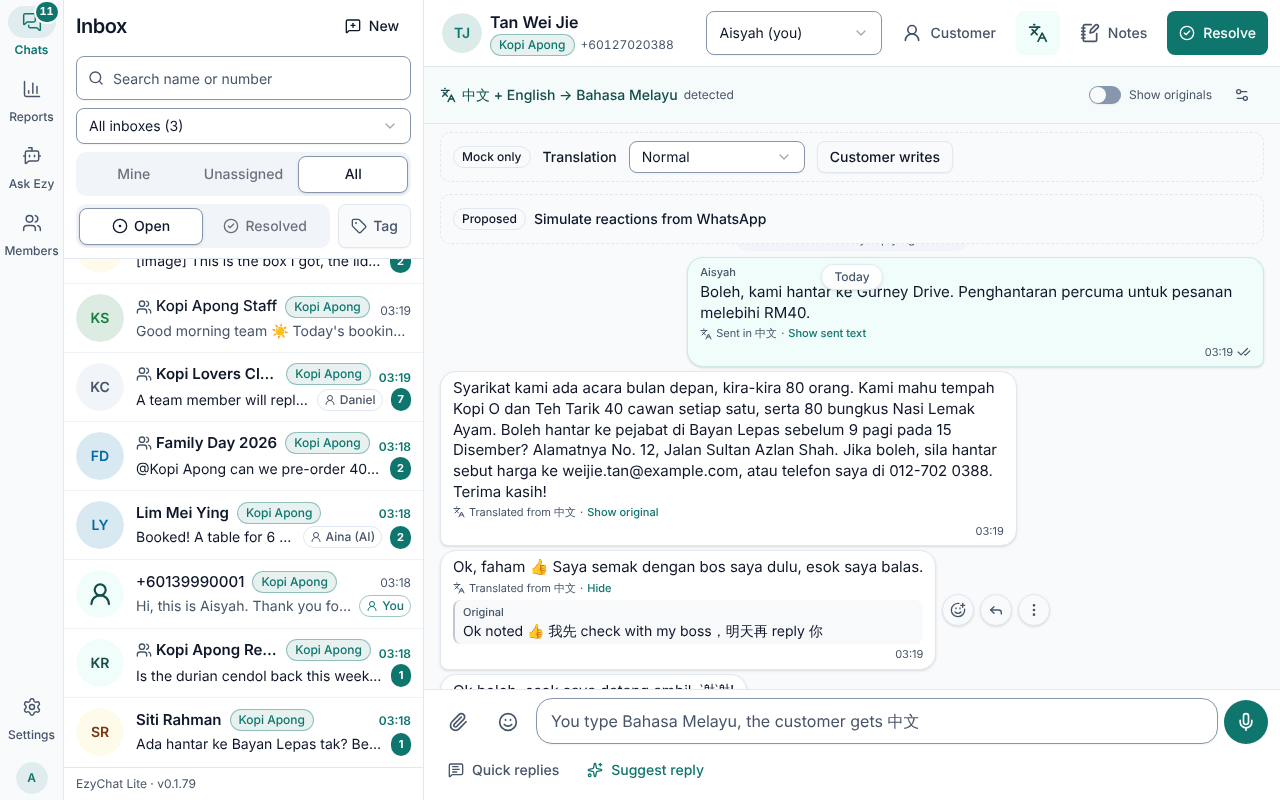 11
Chats
Reports
Ask Ezy
Members
Settings
A
Inbox
New
Search name or number
All inboxes (3)
Mine
Unassigned
All
Open
Resolved
Tag
[Image] This is the box I got, the lid...
2
KS
Kopi Apong Staff
Kopi Apong
03:19
Good morning team ☀️ Today's bookin...
KC
Kopi Lovers Cl...
Kopi Apong
03:19
A team member will repl...
Daniel
7
FD
Family Day 2026
Kopi Apong
03:18
@Kopi Apong can we pre-order 40...
2
LY
Lim Mei Ying
Kopi Apong
03:18
Booked! A table for 6 ...
Aina (AI)
2
+60139990001
Kopi Apong
03:18
Hi, this is Aisyah. Thank you fo...
You
KR
Kopi Apong Re...
Kopi Apong
03:18
Is the durian cendol back this week...
1
SR
Siti Rahman
Kopi Apong
03:18
Ada hantar ke Bayan Lepas tak? Be...
1
EzyChat Lite · v0.1.79
TJ
Tan Wei Jie
Kopi Apong
+60127020388
Aisyah (you)
Customer
Notes
Resolve
中文 + English → Bahasa Melayu detected
Show originals
Mock only
Translation
Normal
Customer writes
Proposed
Simulate reactions from WhatsApp
Today
Aisyah
Boleh, kami hantar ke Gurney Drive. Penghantaran percuma untuk pesanan
melebihi RM40.
Sent in 中文 · Show sent text
03:19
Syarikat kami ada acara bulan depan, kira-kira 80 orang. Kami mahu tempah
Kopi O dan Teh Tarik 40 cawan setiap satu, serta 80 bungkus Nasi Lemak
Ayam. Boleh hantar ke pejabat di Bayan Lepas sebelum 9 pagi pada 15
Disember? Alamatnya No. 12, Jalan Sultan Azlan Shah. Jika boleh, sila hantar
sebut harga ke weijie.tan@example.com, atau telefon saya di 012-702 0388.
Terima kasih!
Translated from 中文 · Show original
03:19
Ok, faham 👍 Saya semak dengan bos saya dulu, esok saya balas.
Translated from 中文 · Hide
Original
Ok noted 👍 我先 check with my boss，明天再 reply 你
03:19
Ok boleh, esok saya datang ambil. 谢谢!
You type Bahasa Melayu, the customer gets 中文
Quick replies
Suggest reply